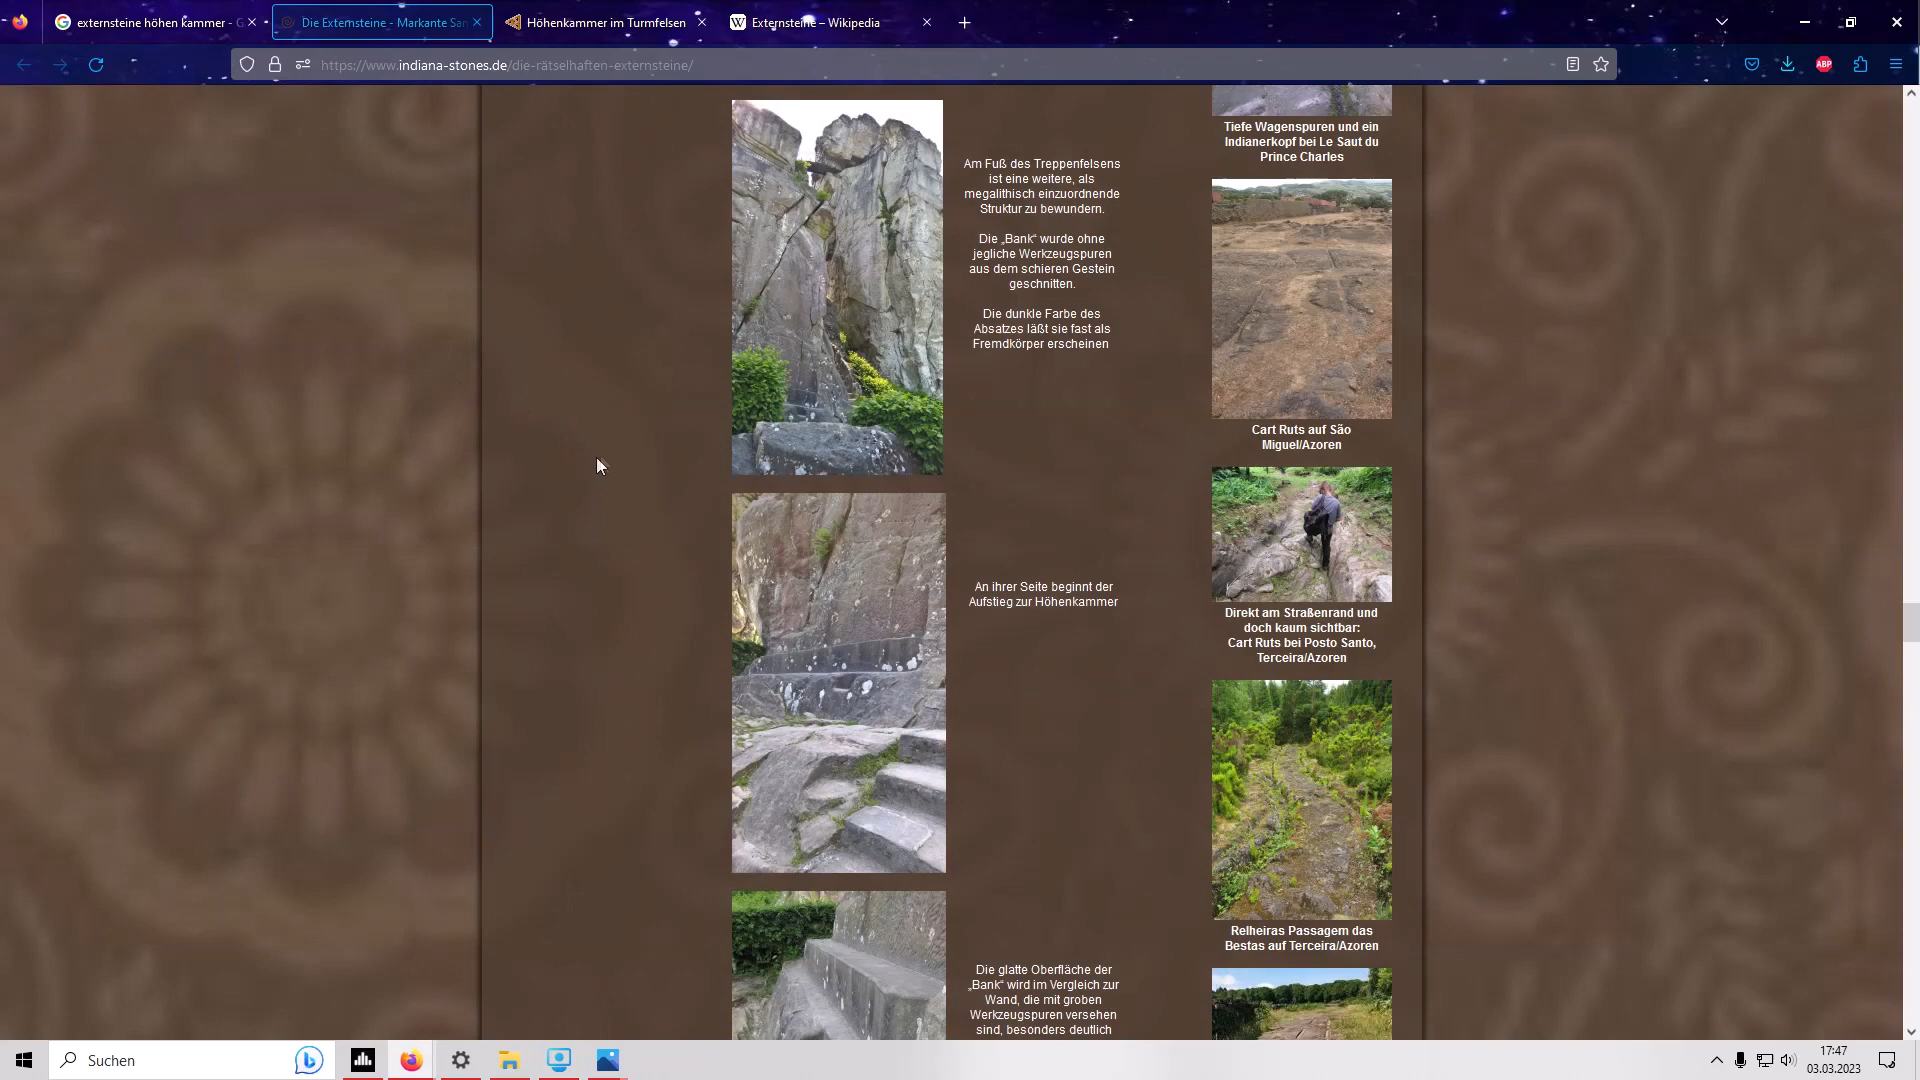 externsteine höhen kammer - G
Die Externsteine - Markante San
Höhenkammer im Turmfelsen
Externsteine – Wikipedia
https://www.indiana-stones.de/die-rätselhaften-externsteine/
ABP
Am Fuß des Treppenfelsens
ist eine weitere, als
megalithisch einzuordnende
Struktur zu bewundern.
Die „Bank“ wurde ohne
jegliche Werkzeugspuren
aus dem schieren Gestein
geschnitten.
Die dunkle Farbe des
Absatzes läßt sie fast als
Fremdkörper erscheinen
An ihrer Seite beginnt der
Aufstieg zur Höhenkammer
Die glatte Oberfläche der
„Bank“ wird im Vergleich zur
Wand, die mit groben
Werkzeugspuren versehen
sind, besonders deutlich
Tiefe Wagenspuren und ein
Indianerkopf bei Le Saut du
Prince Charles
Cart Ruts auf São
Miguel/Azoren
Direkt am Straßenrand und
doch kaum sichtbar:
Cart Ruts bei Posto Santo,
Terceira/Azoren
Relheiras Passagem das
Bestas auf Terceira/Azoren
Suchen
17:47
03.03.2023